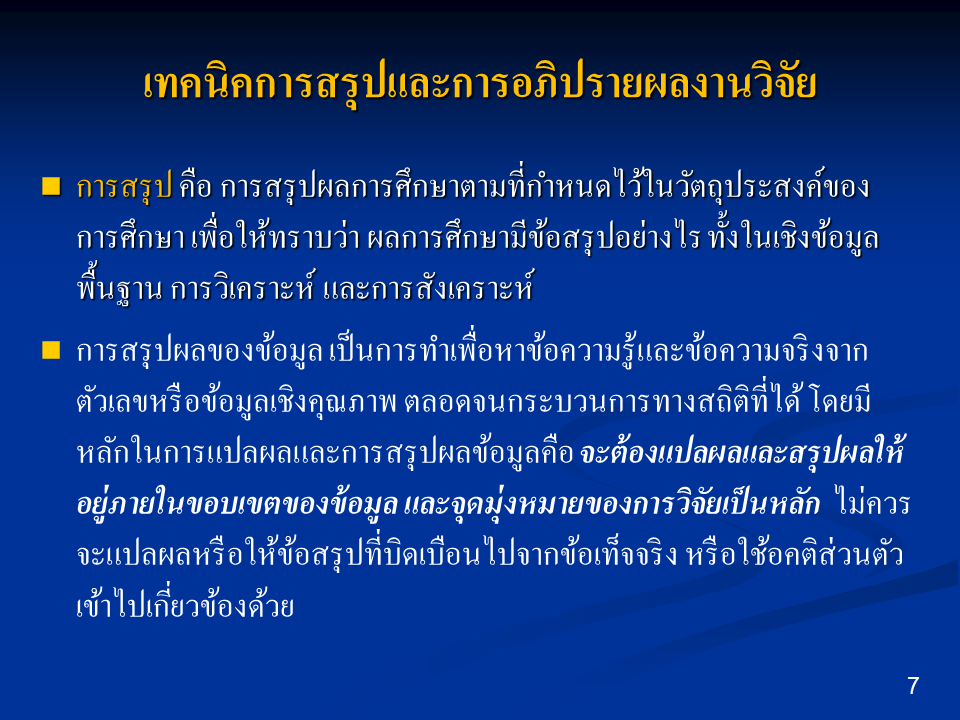 เทคนิคการสรุปและการอภิปรายผลงานวิจัย
การสรุป คือ การสรุปผลการศึกษาตามที่กำหนดไว้ในวัตถุประสงค์ของ
การศึกษา เพื่อให้ทราบว่า ผลการศึกษามีข้อสรุปอย่างไร ทั้งในเชิงข้อมูล
พื้นฐาน การวิเคราะห์ และการสังเคราะห์
การสรุปผลของข้อมูล เป็นการทำเพื่อหาข้อความรู้และข้อความจริงจาก
ตัวเลขหรือข้อมูลเชิงคุณภาพ ตลอดจนกระบวนการทางสถิติที่ได้ โดยมี
หลักในการแปลผลและการสรุปผลข้อมูลคือ จะต้องแปลผลและสรุปผลให้
อยู่ภายในขอบเขตของข้อมูล และจุดมุ่งหมายของการวิจัยเป็นหลัก ไม่ควร
จะแปลผลหรือให้ข้อสรุปที่บิดเบือนไปจากข้อเท็จจริง หรือใช้อคติส่วนตัว
เข้าไปเกี่ยวข้องด้วย
7